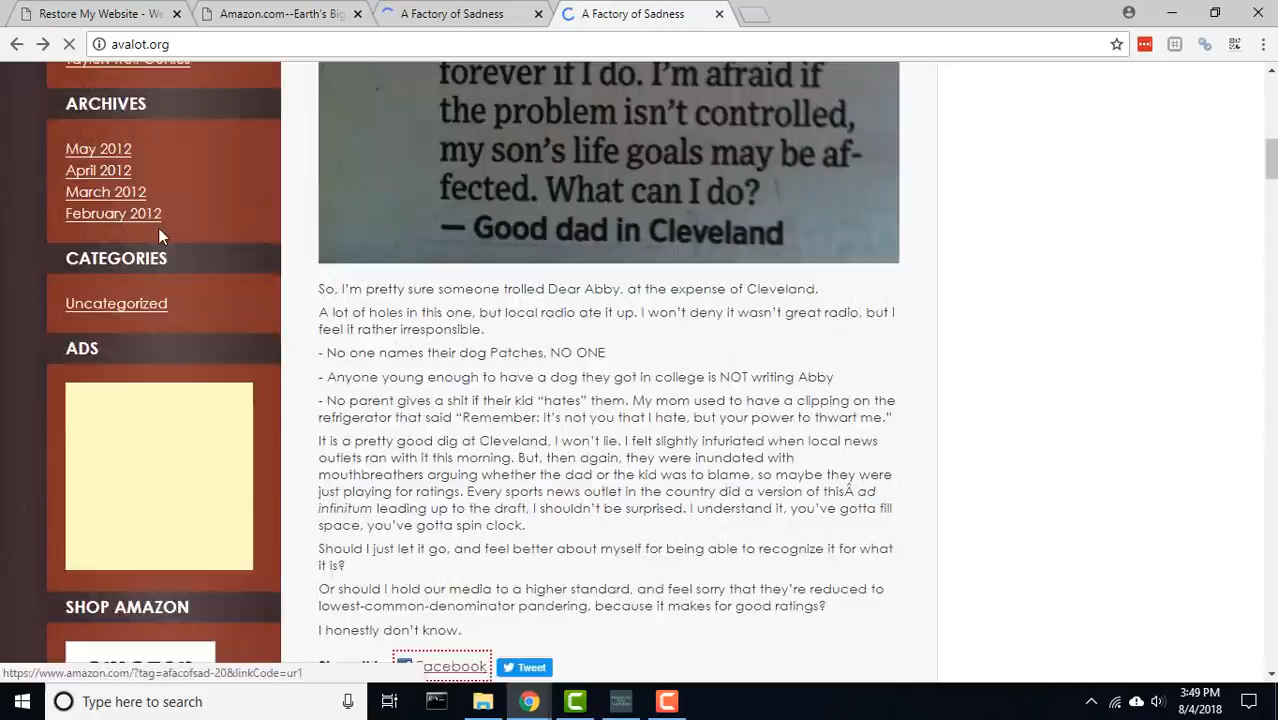 Restore My Website - We
Amazon.com--Earth's Big
A Factory of Sadness
A Factory of Sadness
avalot.org
ARCHIVES
May 2012
April 2012
March 2012
February 2012
CATEGORIES
Uncategorized
ADS
SHOP AMAZON
forever if I do. I'm afraid if
the problem isn't controlled,
my son's life goals may be af-
fected. What can I do?
— Good dad in Cleveland
So, I'm pretty sure someone trolled Dear Abby, at the expense of Cleveland.
A lot of holes in this one, but local radio ate it up. I won't deny it wasn't great radio, but I
feel it rather irresponsible.
- No one names their dog Patches, NO ONE
- Anyone young enough to have a dog they got in college is NOT writing Abby
- No parent gives a shit if their kid “hates” them. My mom used to have a clipping on the
refrigerator that said “Remember: It's not you that I hate, but your power to thwart me.”
It is a pretty good dig at Cleveland, I won't lie. I felt slightly infuriated when local news
outlets ran with it this morning. But, then again, they were inundated with
mouthbreathers arguing whether the dad or the kid was to blame, so maybe they were
just playing for ratings. Every sports news outlet in the country did a version of thisÂ ad
infinitum leading up to the draft, I shouldn't be surprised. I understand it, you've gotta fill
space, you've gotta spin clock.
Should I just let it go, and feel better about myself for being able to recognize it for what
it is?
Or should I hold our media to a higher standard, and feel sorry that they're reduced to
lowest-common-denominator pandering, because it makes for good ratings?
I honestly don't know.
Facebook
Tweet
https://www.amazon.com/?tag=afacofsad-20&linkCode=ur1
Type here to search
3:49 PM
8/4/2018